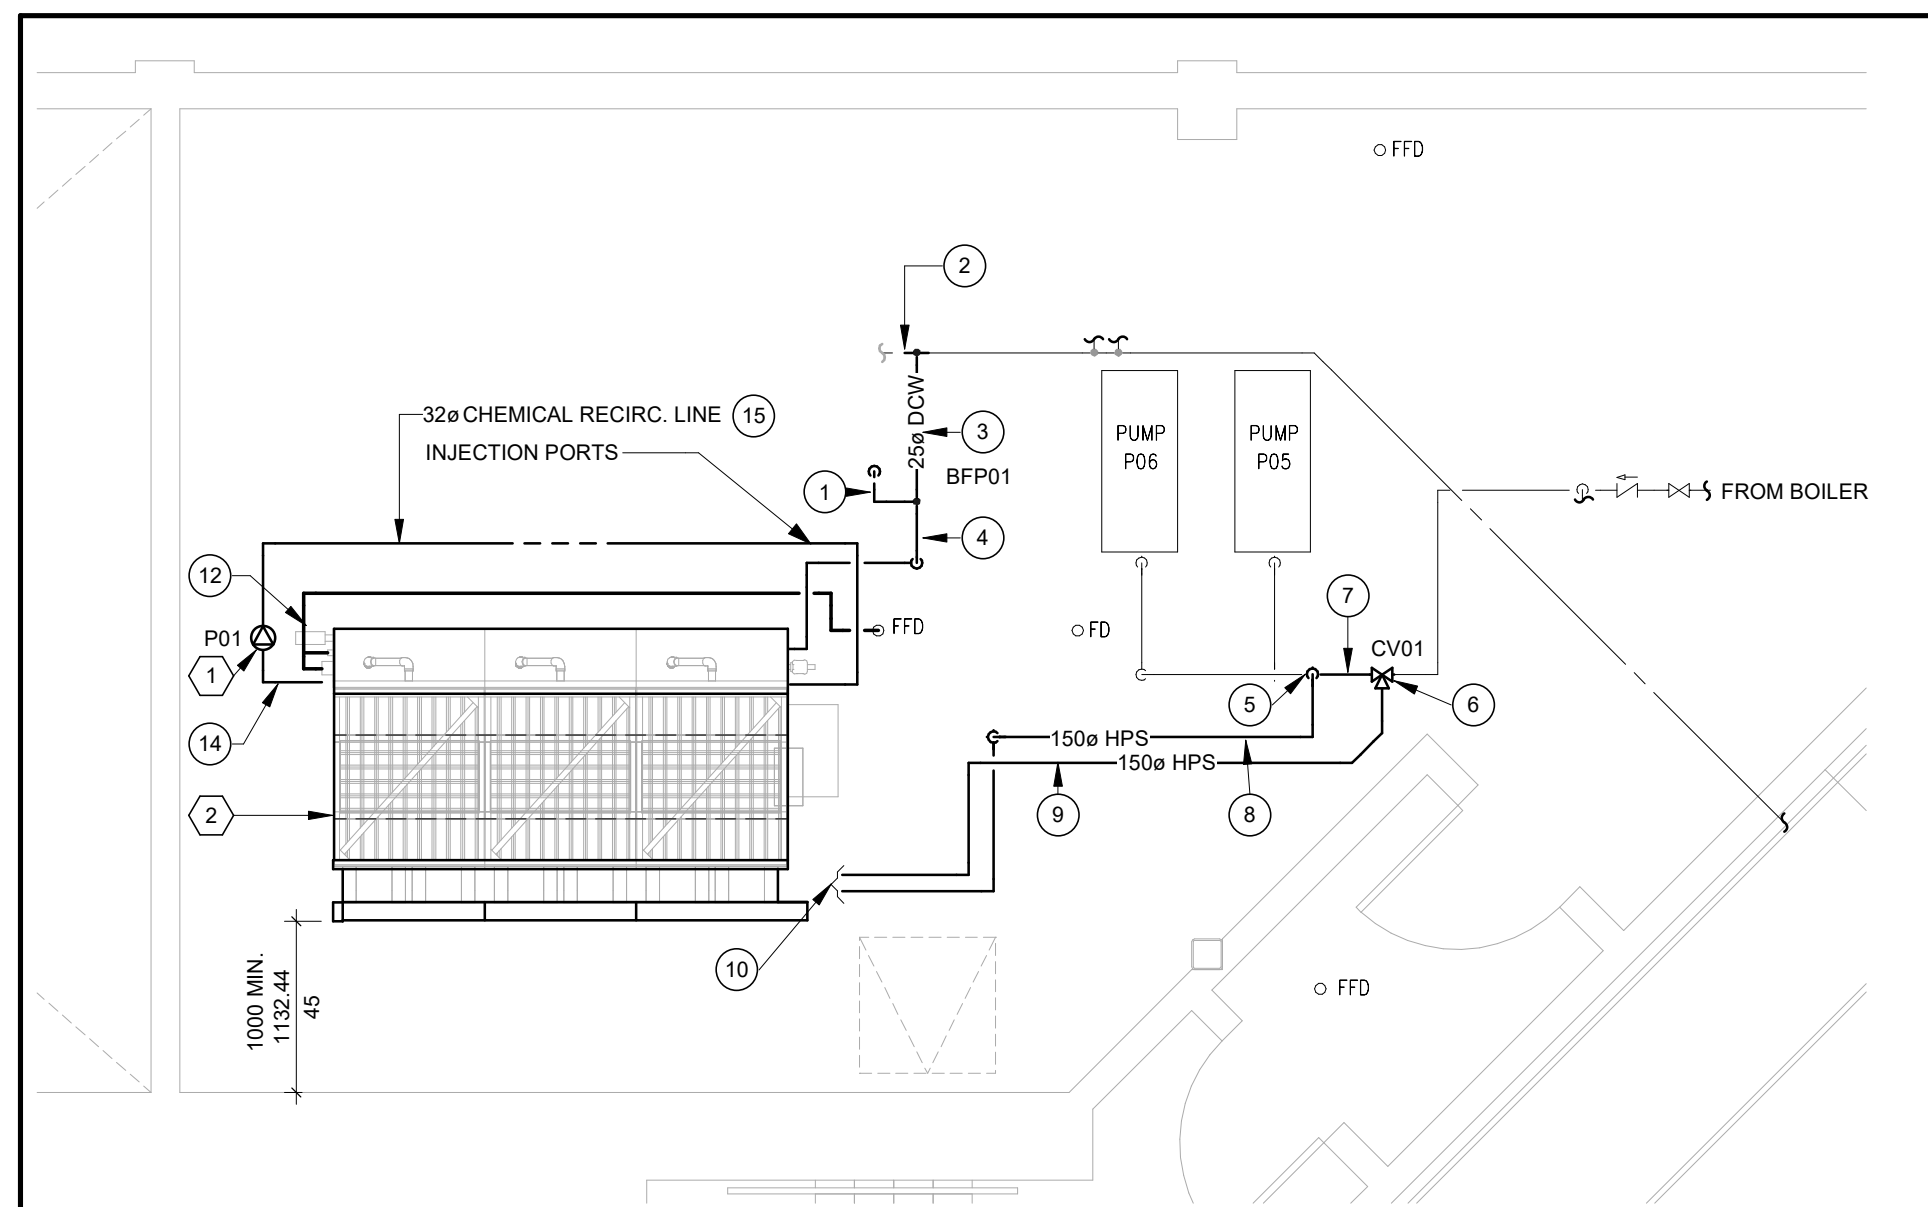 FFD
2
32ø CHEMICAL RECIRC. LINE 15
INJECTION PORTS
25ø DCW
3
BFP01
1
4
PUMP
P06
PUMP
P05
FROM BOILER
12
P01
1
14
2
FFD
FD
7
CV01
5
6
150ø HPS
150ø HPS
9
8
10
FFD
1000 MIN.
1132.44
45